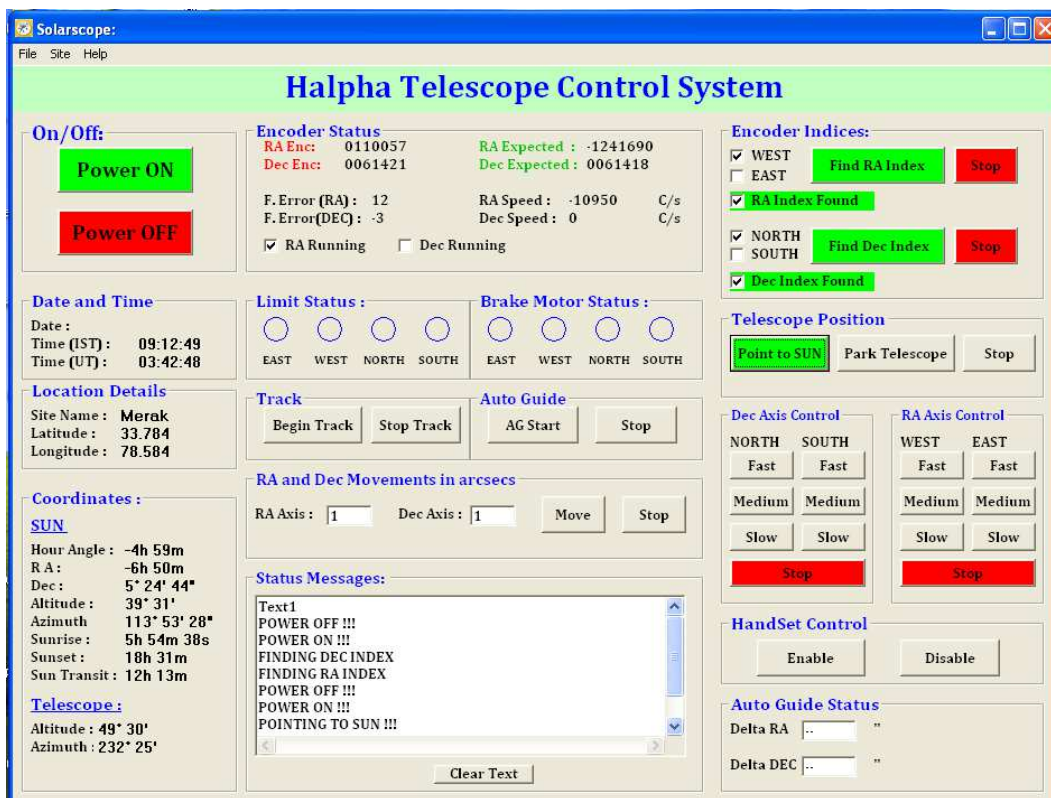 Solarscope:
File Site Help
Halpha Telescope Control System
On/Off:
Power ON
Power OFF
Encoder Status
RA Enc: 0110057 RA Expected : -1241690
Dec Enc: 0061421 Dec Expected : 0061418
F. Error (RA) : 12 RA Speed : -10950 C/s
F. Error(DEC) : -3 Dec Speed : 0 C/s
RA Running Dec Running
Encoder Indices:
WEST
EAST
Find RA Index Stop
RA Index Found
NORTH
SOUTH
Find Dec Index Stop
Dec Index Found
Date and Time
Date :
Time (IST) : 09:12:49
Time (UT) : 03:42:48
Limit Status :
EAST WEST NORTH SOUTH
Brake Motor Status :
EAST WEST NORTH SOUTH
Telescope Position
Point to SUN Park Telescope Stop
Location Details
Site Name : Merak
Latitude : 33.784
Longitude : 78.584
Track
Begin Track Stop Track
Auto Guide
AG Start Stop
Dec Axis Control
NORTH SOUTH
Fast Fast
Medium Medium
Slow Slow
Stop
RA Axis Control
WEST EAST
Fast Fast
Medium Medium
Slow Slow
Stop
RA and Dec Movements in arcsecs
RA Axis : 1 Dec Axis : 1 Move Stop
Coordinates :
SUN
Hour Angle : -4h 59m
R A : -6h 50m
Dec : 5° 24' 44"
Altitude : 39° 31'
Azimuth 113° 53' 28"
Sunrise : 5h 54m 38s
Sunset : 18h 31m
Sun Transit : 12h 13m
Telescope :
Altitude : 49° 30'
Azimuth : 232° 25'
Status Messages:
Text1
POWER OFF !!!
POWER ON !!!
FINDING DEC INDEX
FINDING RA INDEX
POWER OFF !!!
POWER ON !!!
POINTING TO SUN !!!
Clear Text
HandSet Control
Enable Disable
Auto Guide Status
Delta RA .. "
Delta DEC .. "